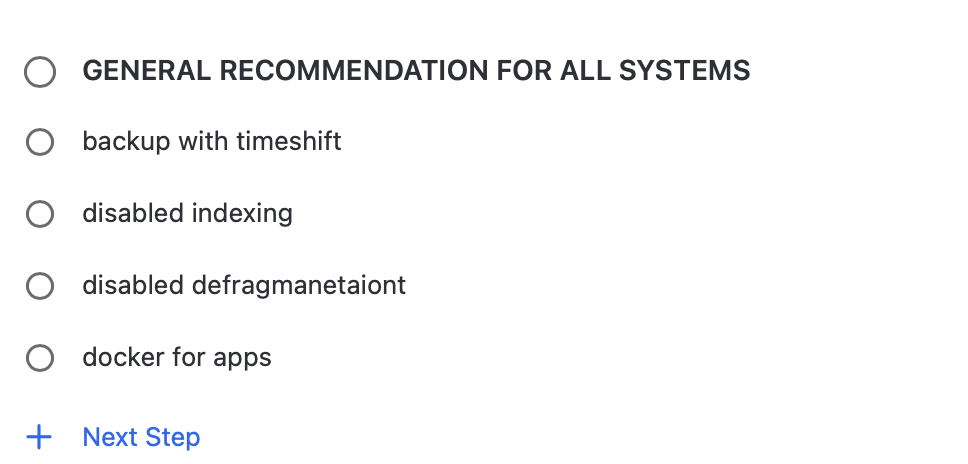 GENERAL RECOMMENDATION FOR ALL SYSTEMS
backup with timeshift
disabled indexing
disabled defragmanetaiont
docker for apps
Next Step